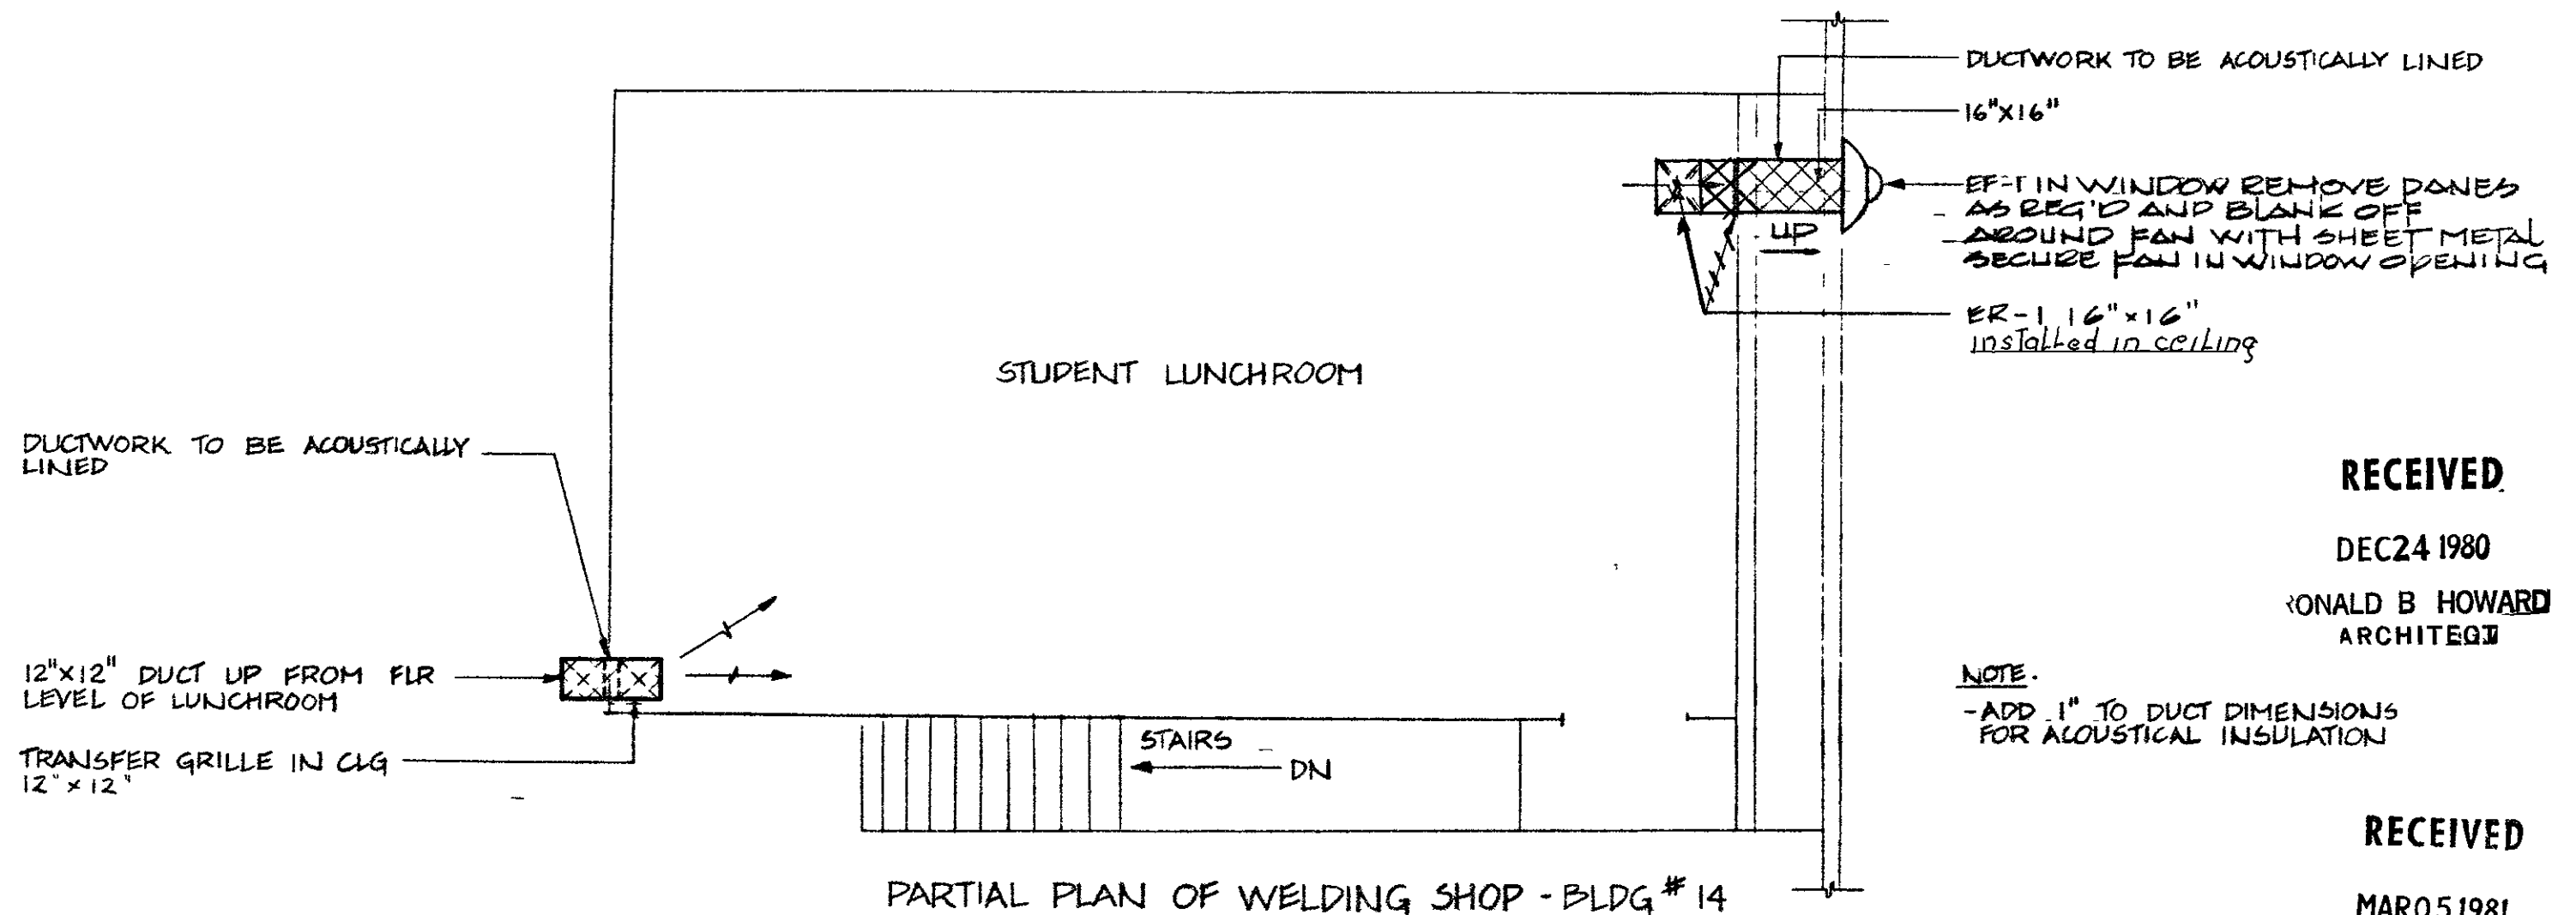 DUCTWORK TO BE ACOUSTICALLY LINED
16"X16"
EF-1 IN WINDOW REMOVE PANES
AS REQ'D AND BLANK OFF
AROUND FAN WITH SHEET METAL
SECURE FAN IN WINDOW OPENING
UP
ER-1 16"x16"
installed in ceiling
STUDENT LUNCHROOM
DUCTWORK TO BE ACOUSTICALLY
LINED
RECEIVED
DEC 24 1980
RONALD B HOWARD
ARCHITECT
12"X12" DUCT UP FROM FLR
LEVEL OF LUNCHROOM
NOTE.
-ADD 1" TO DUCT DIMENSIONS
FOR ACOUSTICAL INSULATION
TRANSFER GRILLE IN CLG
12"x12"
STAIRS
DN
RECEIVED
PARTIAL PLAN OF WELDING SHOP - BLDG # 14
MAR 05 1981